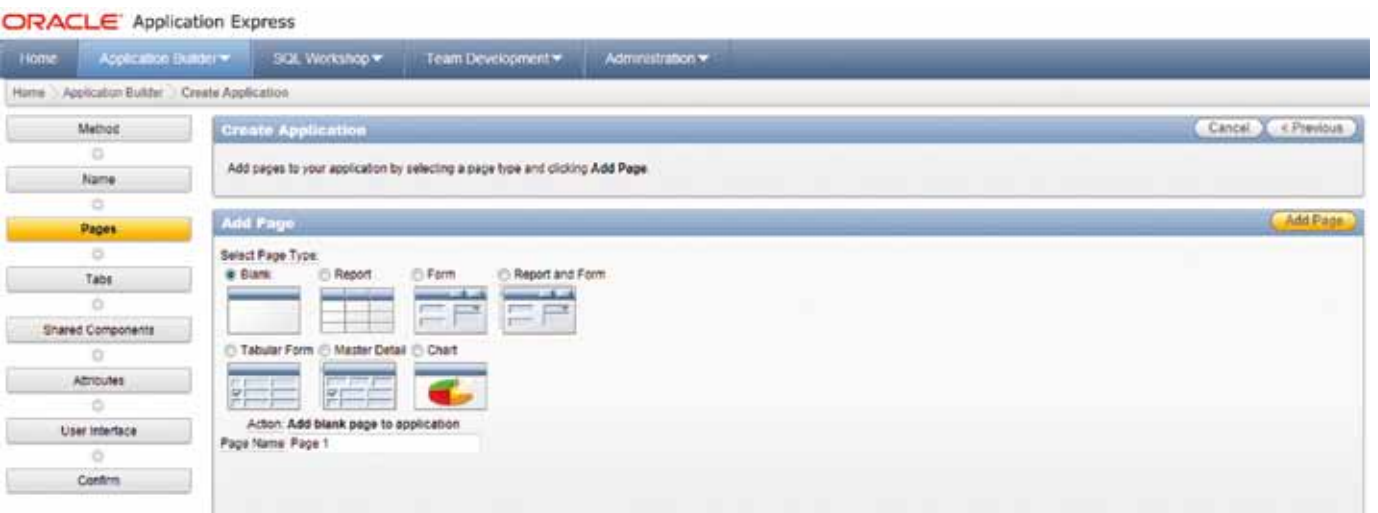 ORACLE Application Express
Home Application Builder SQL Workshop Team Development Administration
Home Application Builder Create Application
Method
Name
Pages
Tabs
Shared Components
Attributes
User Interface
Confirm
Create Application
Cancel < Previous
Add pages to your application by selecting a page type and clicking Add Page.
Add Page
Add Page
Select Page Type:
Blank Report Form Report and Form
Tabular Form Master Detail Chart
Action: Add blank page to application
Page Name Page 1